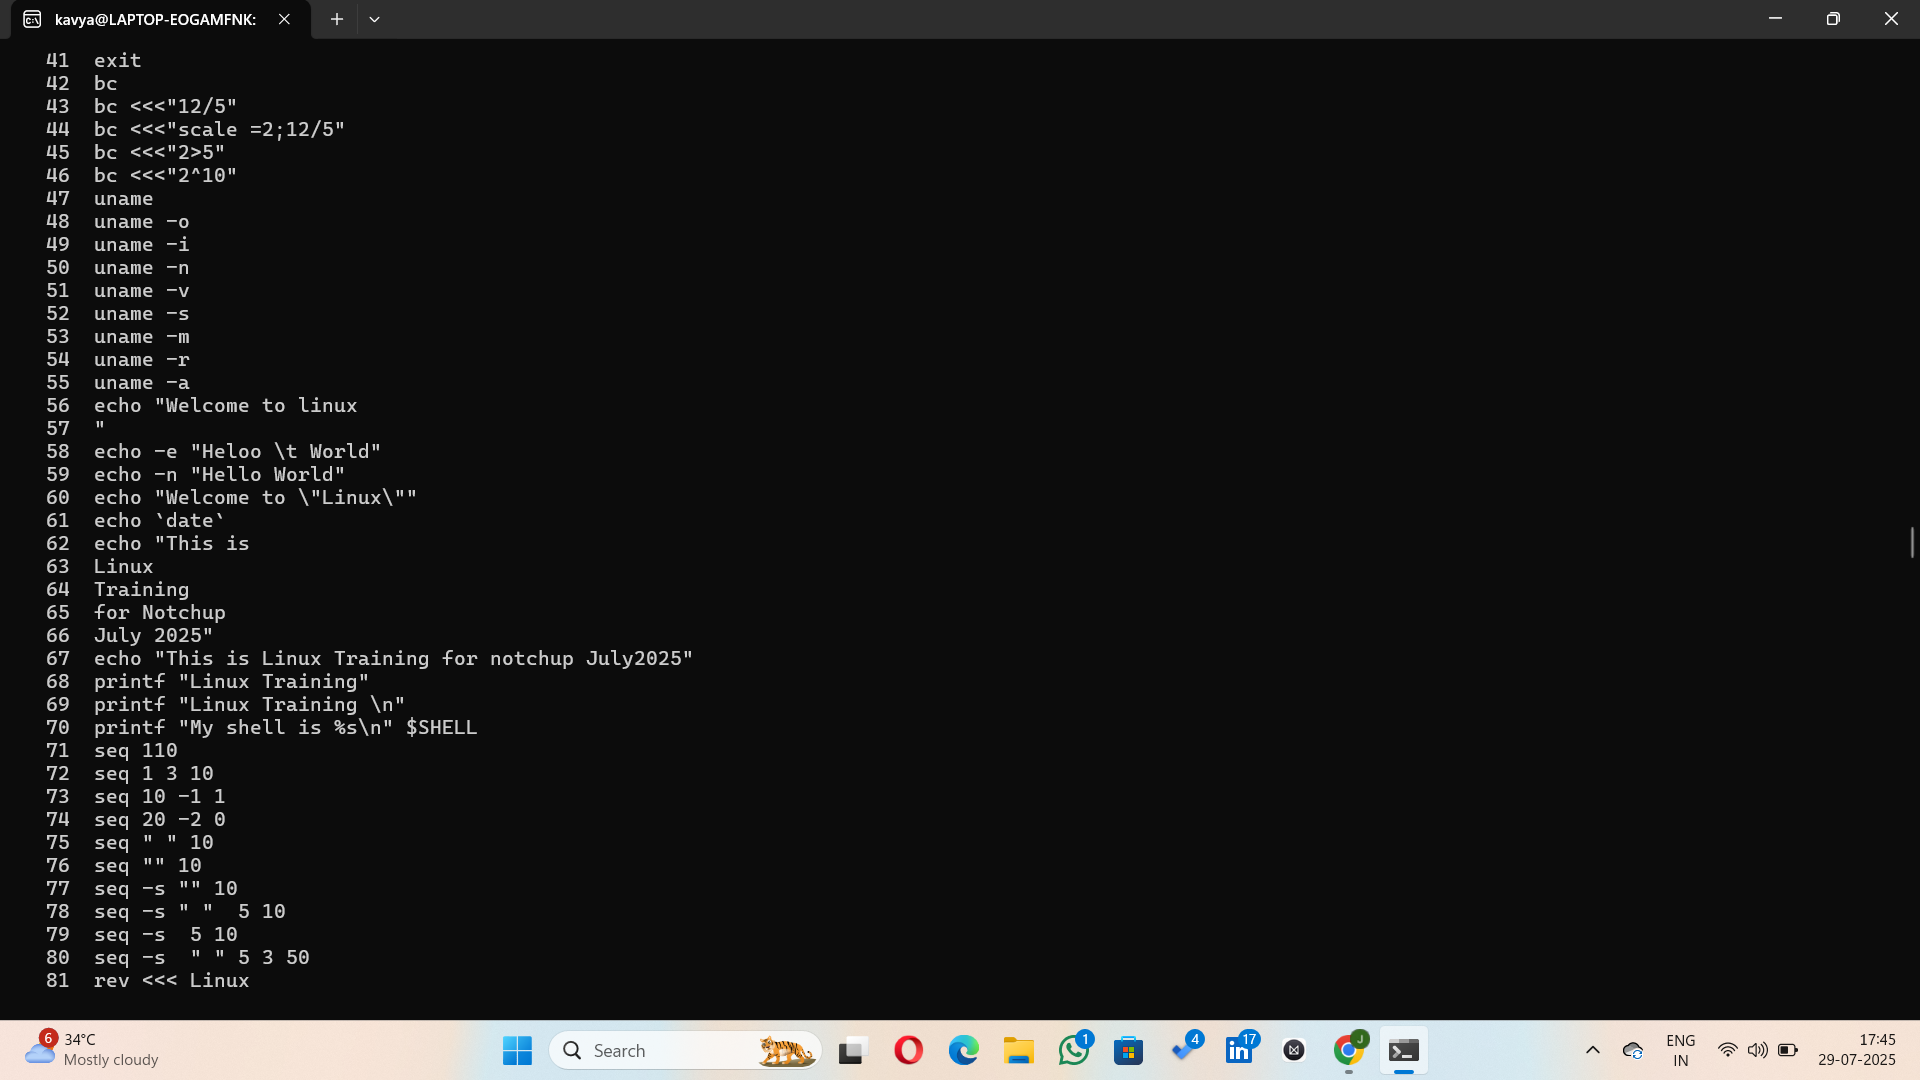 kavya@LAPTOP-EOGAMFNK:
41 exit
42 bc
43 bc <<<"12/5"
44 bc <<<"scale =2;12/5"
45 bc <<<"2>5"
46 bc <<<"2^10"
47 uname
48 uname -o
49 uname -i
50 uname -n
51 uname -v
52 uname -s
53 uname -m
54 uname -r
55 uname -a
56 echo "Welcome to linux
57 "
58 echo -e "Heloo \t World"
59 echo -n "Hello World"
60 echo "Welcome to \"Linux\""
61 echo `date`
62 echo "This is
63 Linux
64 Training
65 for Notchup
66 July 2025"
67 echo "This is Linux Training for notchup July2025"
68 printf "Linux Training"
69 printf "Linux Training \n"
70 printf "My shell is %s\n" $SHELL
71 seq 110
72 seq 1 3 10
73 seq 10 -1 1
74 seq 20 -2 0
75 seq " " 10
76 seq "" 10
77 seq -s "" 10
78 seq -s " "  5 10
79 seq -s  5 10
80 seq -s  " " 5 3 50
81 rev <<< Linux
6
34°C
Mostly cloudy
Search
1
4
17
J
ENG
IN
17:45
29-07-2025